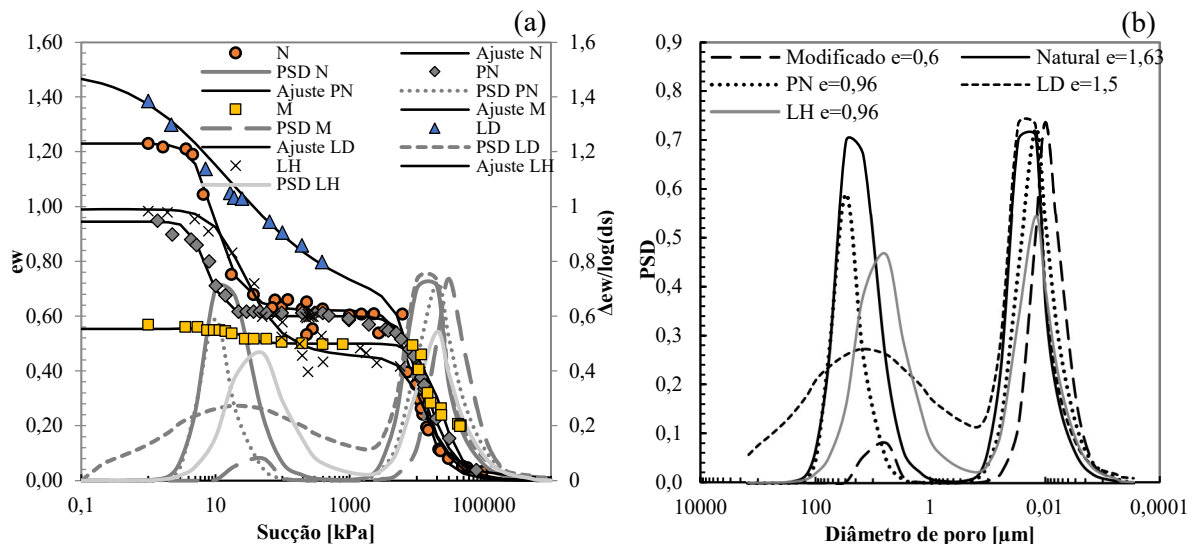 (a)
1,60
1,40
1,20
1,00
0,80
0,60
0,40
0,20
0,00
ew
N
Ajuste N
PSD N
PN
Ajuste PN
PSD PN
M
Ajuste M
PSD M
LD
Ajuste LD
PSD LD
LH
Ajuste LH
PSD LH
1,6
1,4
1,2
1
0,8
0,6
0,4
0,2
0
Δew/log(ds)
0,1
10
1000
100000
Sucção [kPa]
(b)
0,9
0,8
0,7
0,6
0,5
0,4
0,3
0,2
0,1
0
PSD
Modificado e=0,6
Natural e=1,63
PN e=0,96
LD e=1,5
LH e=0,96
10000
100
1
0,01
0,0001
Diâmetro de poro [µm]